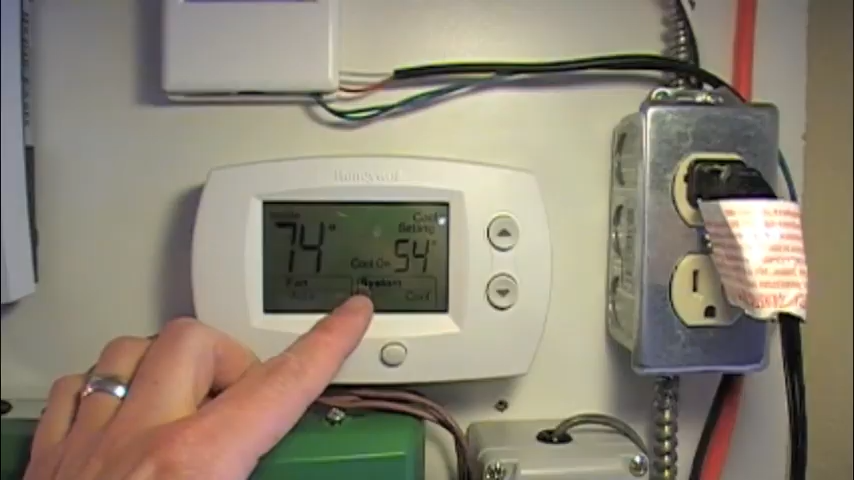 Honeywell
Inside
Cool
Setting
74°
Cool On
54°
Fan
System
Auto
Cool